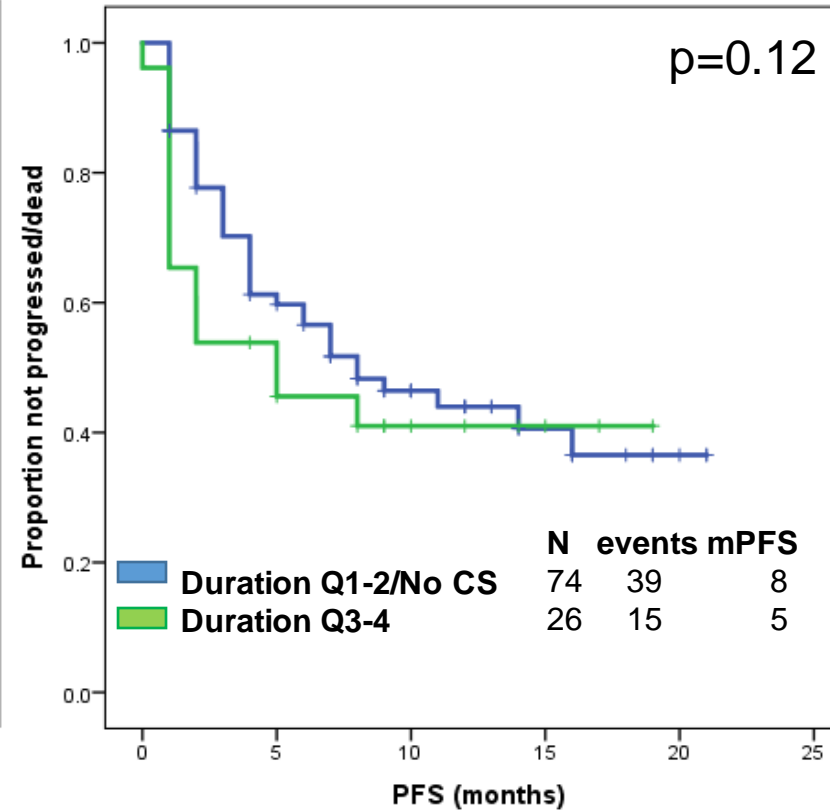 p=0.12
Proportion not progressed/dead
1.0
0.8
0.6
0.4
0.2
0.0
N events mPFS
Duration Q1-2/No CS 74 39 8
Duration Q3-4 26 15 5
0 5 10 15 20 25
PFS (months)